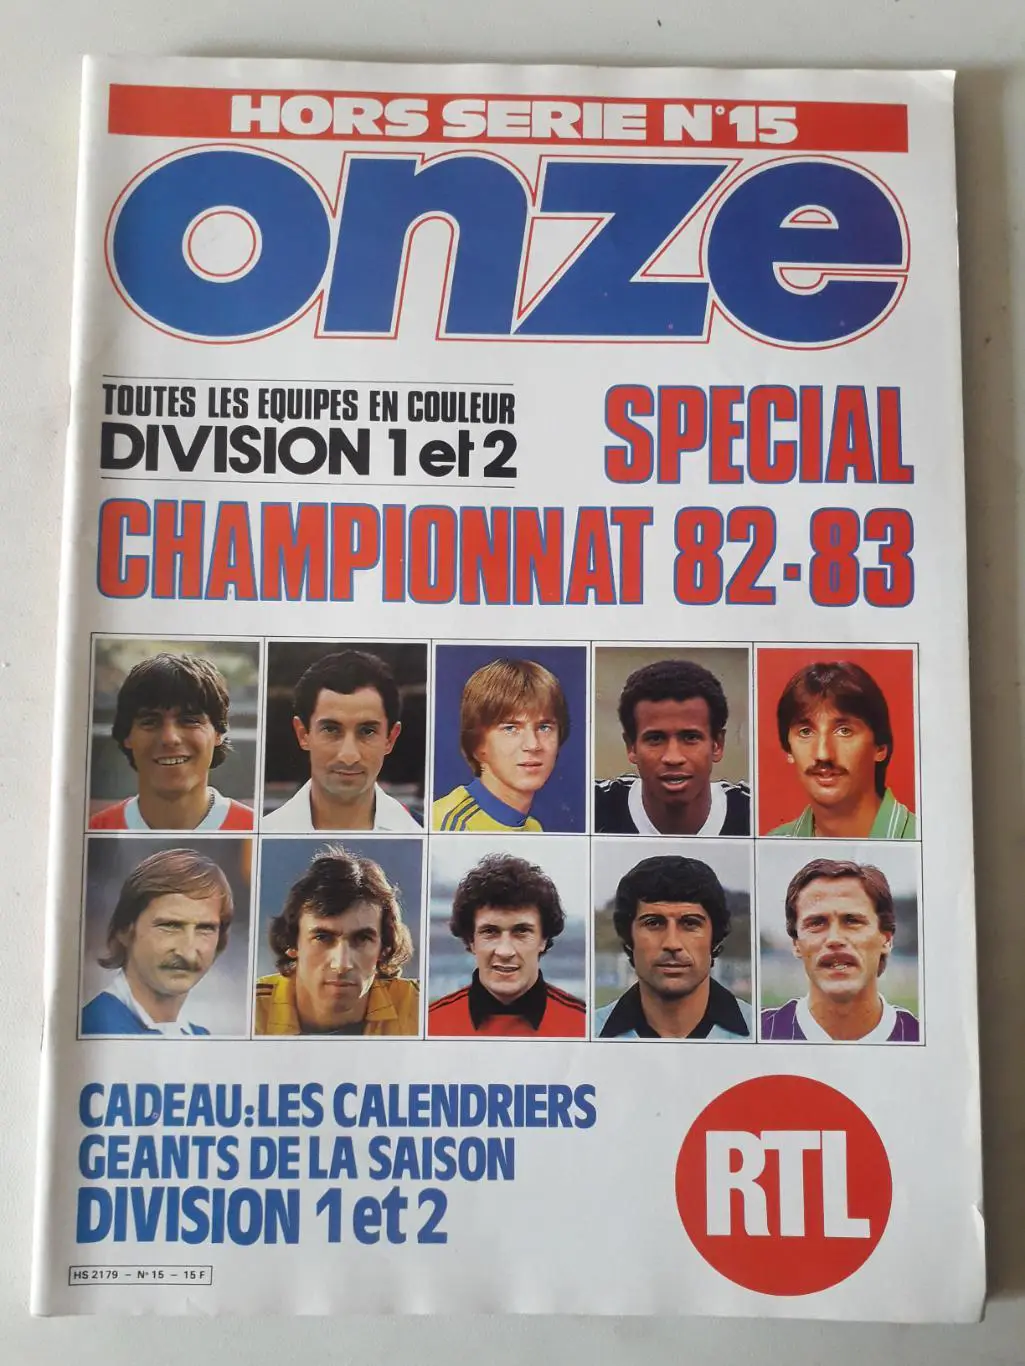 HORS SERIE N°15
onze
TOUTES LES EQUIPES EN COULEUR
DIVISION 1 et 2
SPECIAL
CHAMPIONNAT 82-83
CADEAU: LES CALENDRIERS
GEANTS DE LA SAISON
DIVISION 1 et 2
RTL
HS 2179 - N° 15 - 15 F